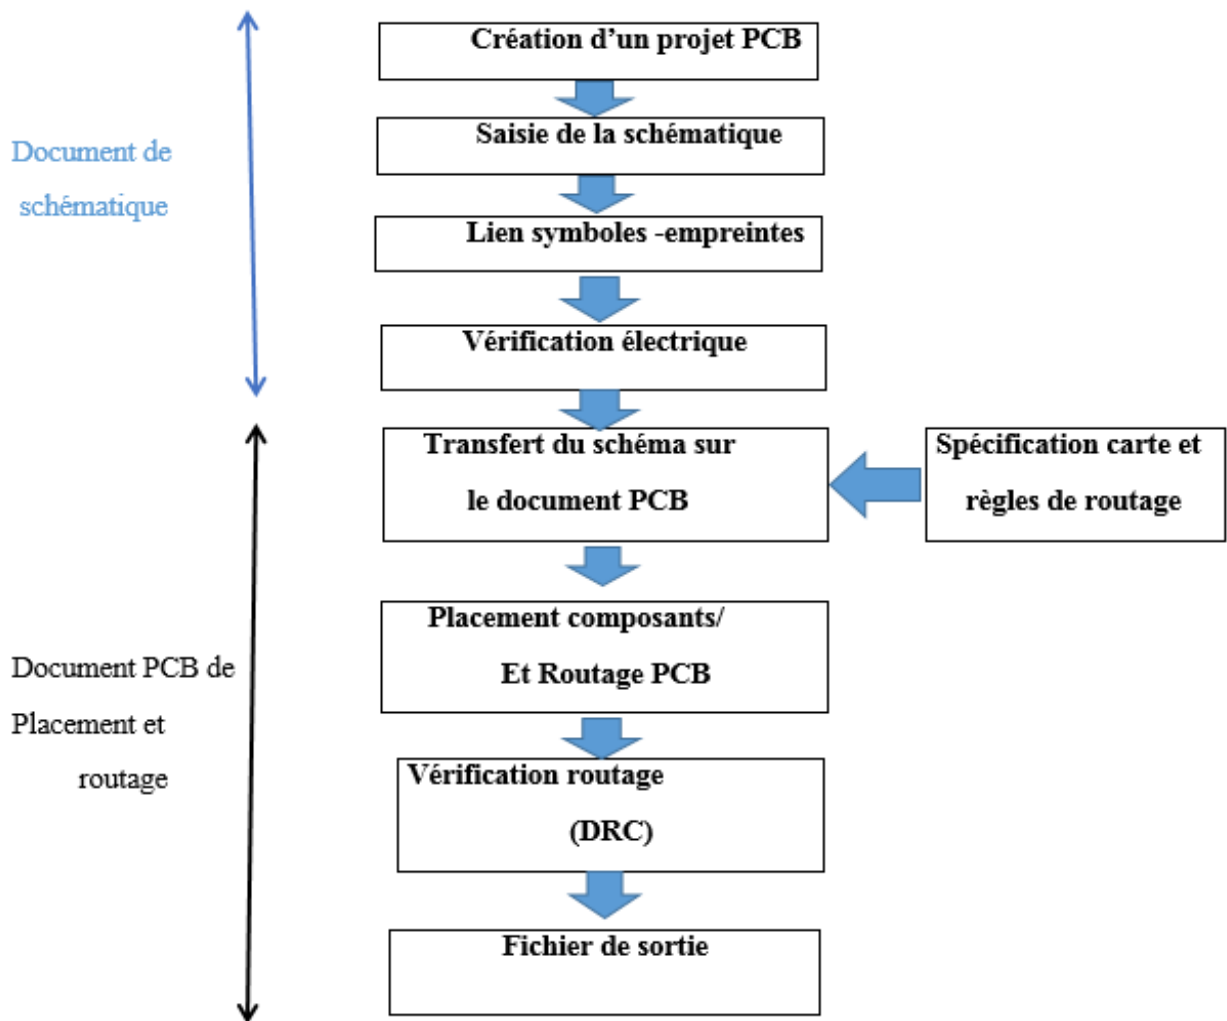 Création d’un projet PCB
Saisie de la schématique
Document de
schématique
Lien symboles -empreintes
Vérification électrique
Transfert du schéma sur
le document PCB
Spécification carte et
règles de routage
Placement composants/
Et Routage PCB
Document PCB de
Placement et
routage
Vérification routage
(DRC)
Fichier de sortie